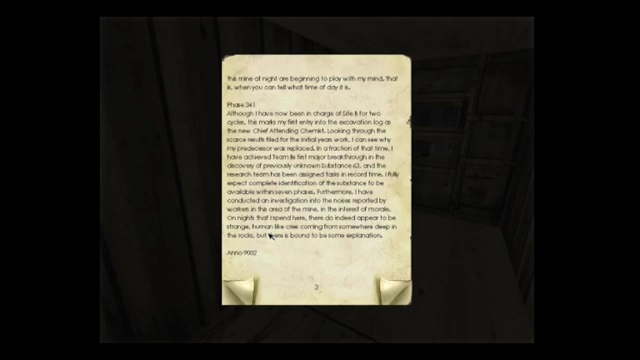 this mine at night are beginning to play with my mind. That
is, when you can tell what time of day it is.
Phase 361
Although I have now been in charge of Site B for two
cycles, this marks my first entry into the excavation log as
the new Chief Attending Chemist. Looking through the
scarce results filed for the initial years work, I can see why
my predecessor was replaced. In a fraction of that time, I
have achieved Team Bs first major breakthrough in the
discovery of previously unknown Substance 63, and the
research team has been assigned tasks in record time. I fully
expect complete identification of the substance to be
available within seven phases. Furthermore, I have
conducted an investigation into the noises reported by
workers in this area of the mine, in the interest of morale.
On nights that I spend here, there do indeed appear to be
strange, human like cries coming from somewhere deep in
the rocks, but there is bound to be some explanation.
Anno 9002
3